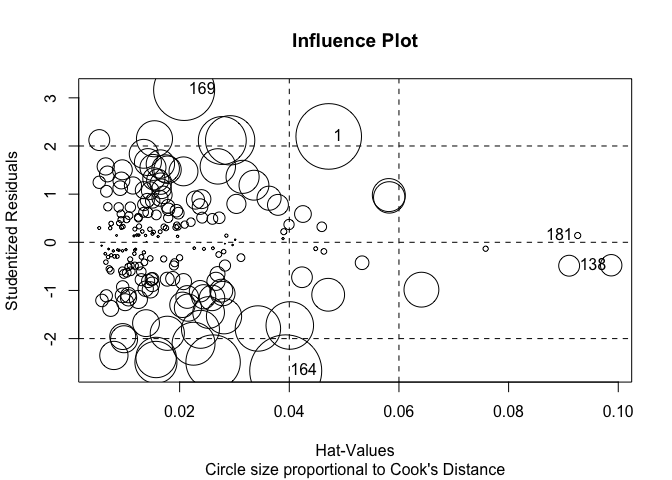 Influence Plot
169
1
181
138
164
3
2
1
0
-1
-2
Studentized Residuals
0.02 0.04 0.06 0.08 0.10
Hat-Values
Circle size proportional to Cook's Distance